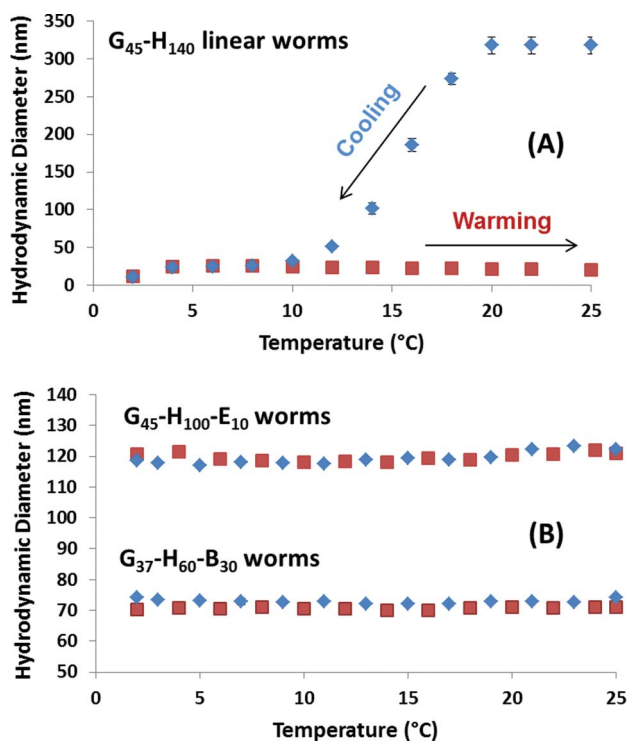 350
300
250
200
150
100
50
0
Hydrodynamic Diameter (nm)
G₄₅-H₁₄₀ linear worms
Cooling
(A)
Warming
0 5 10 15 20 25
Temperature (°C)
140
130
120
110
100
90
80
70
60
50
Hydrodynamic Diameter (nm)
G₄₅-H₁₀₀-E₁₀ worms
(B)
G₃₇-H₆₀-B₃₀ worms
0 5 10 15 20 25
Temperature (°C)